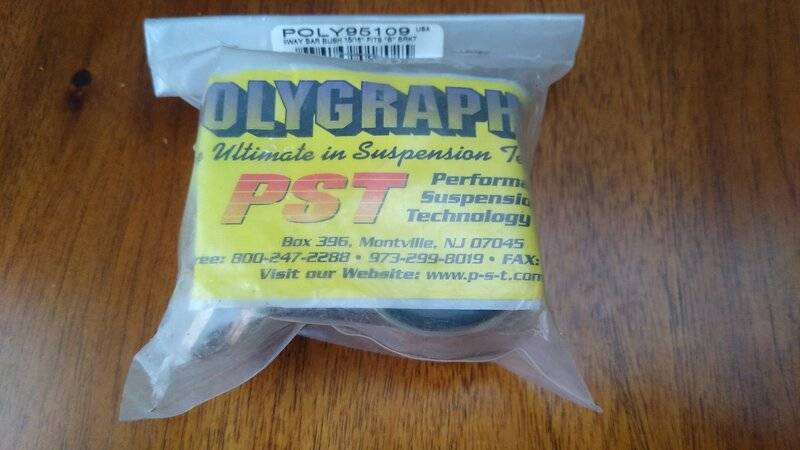 POLY95109 USA
SWAY BAR BUSH 15/16" FITS "B" BRKT
OLYGRAPH
Ultimate in Suspension Te
PST Performa
Suspensio
Technology
Box 396, Montville, NJ 07045
ree: 800-247-2288 • 973-299-8019 • FAX:
Visit our Website: www.p-s-t.com